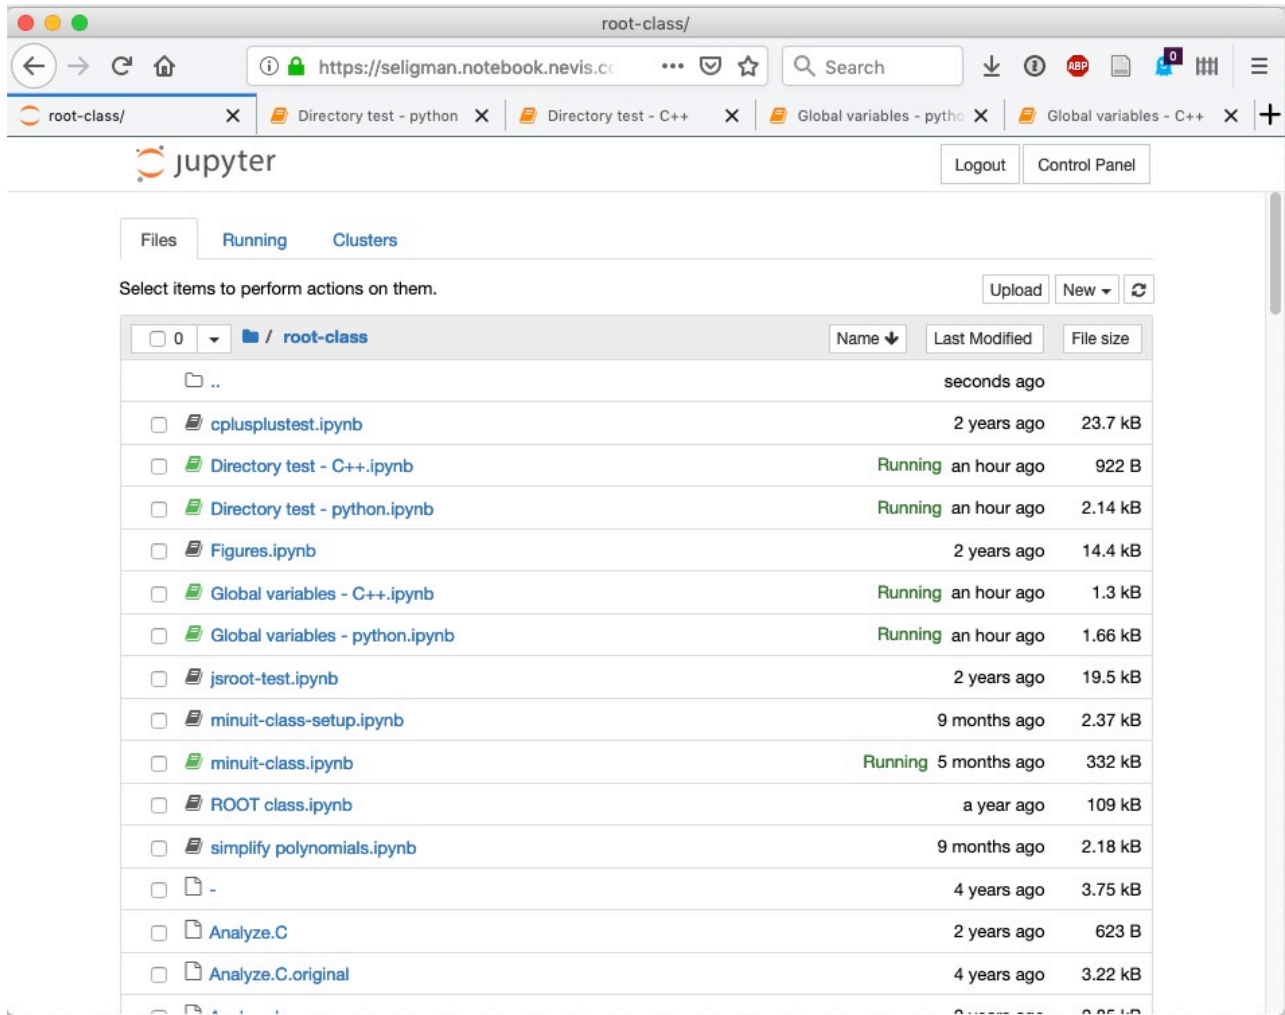 root-class/
https://seligman.notebook.nevis.cc ••• Search ABP 0
root-class/ Directory test - python Directory test - C++ Global variables - pytho Global variables - C++
jupyter Logout Control Panel
Files Running Clusters
Select items to perform actions on them. Upload New
0 / root-class Name Last Modified File size
.. seconds ago
cplusplustest.ipynb 2 years ago 23.7 kB
Directory test - C++.ipynb Running an hour ago 922 B
Directory test - python.ipynb Running an hour ago 2.14 kB
Figures.ipynb 2 years ago 14.4 kB
Global variables - C++.ipynb Running an hour ago 1.3 kB
Global variables - python.ipynb Running an hour ago 1.66 kB
jsroot-test.ipynb 2 years ago 19.5 kB
minuit-class-setup.ipynb 9 months ago 2.37 kB
minuit-class.ipynb Running 5 months ago 332 kB
ROOT class.ipynb a year ago 109 kB
simplify polynomials.ipynb 9 months ago 2.18 kB
- 4 years ago 3.75 kB
Analyze.C 2 years ago 623 B
Analyze.C.original 4 years ago 3.22 kB